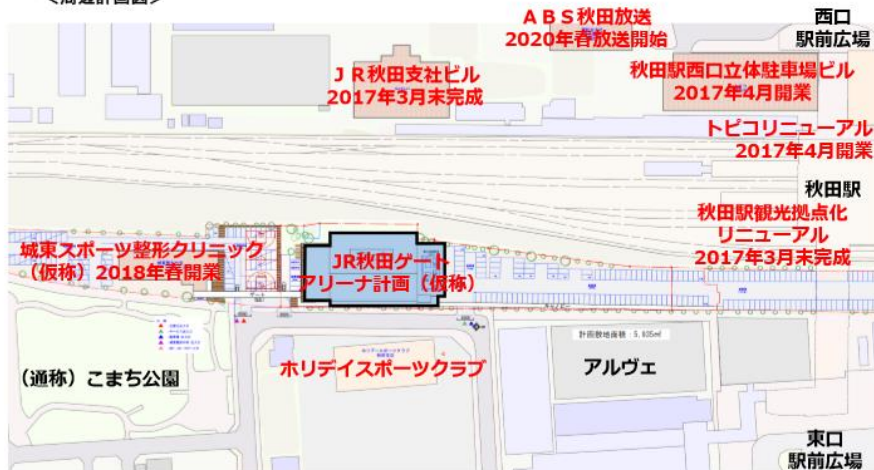 ＜周辺計画図＞
ＡＢＳ秋田放送
2020年春放送開始
西口
駅前広場
ＪＲ秋田支社ビル
2017年3月末完成
秋田駅西口立体駐車場ビル
2017年4月開業
トピコリニューアル
2017年4月開業
秋田駅
秋田駅観光拠点化
リニューアル
2017年3月末完成
城東スポーツ整形クリニック
（仮称）2018年春開業
JR秋田ゲート
アリーナ計画（仮称）
計画敷地面積：5,035㎡
（通称）こまち公園
ホリデイスポーツクラブ
アルヴェ
東口
駅前広場